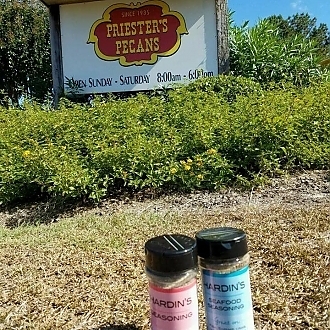 SINCE 1935
PRIESTER'S
PECANS
OPEN SUNDAY - SATURDAY 8:00am - 6:00pm
HARDIN'S
SEASONING
HARDIN'S
SEAFOOD
SEASONING